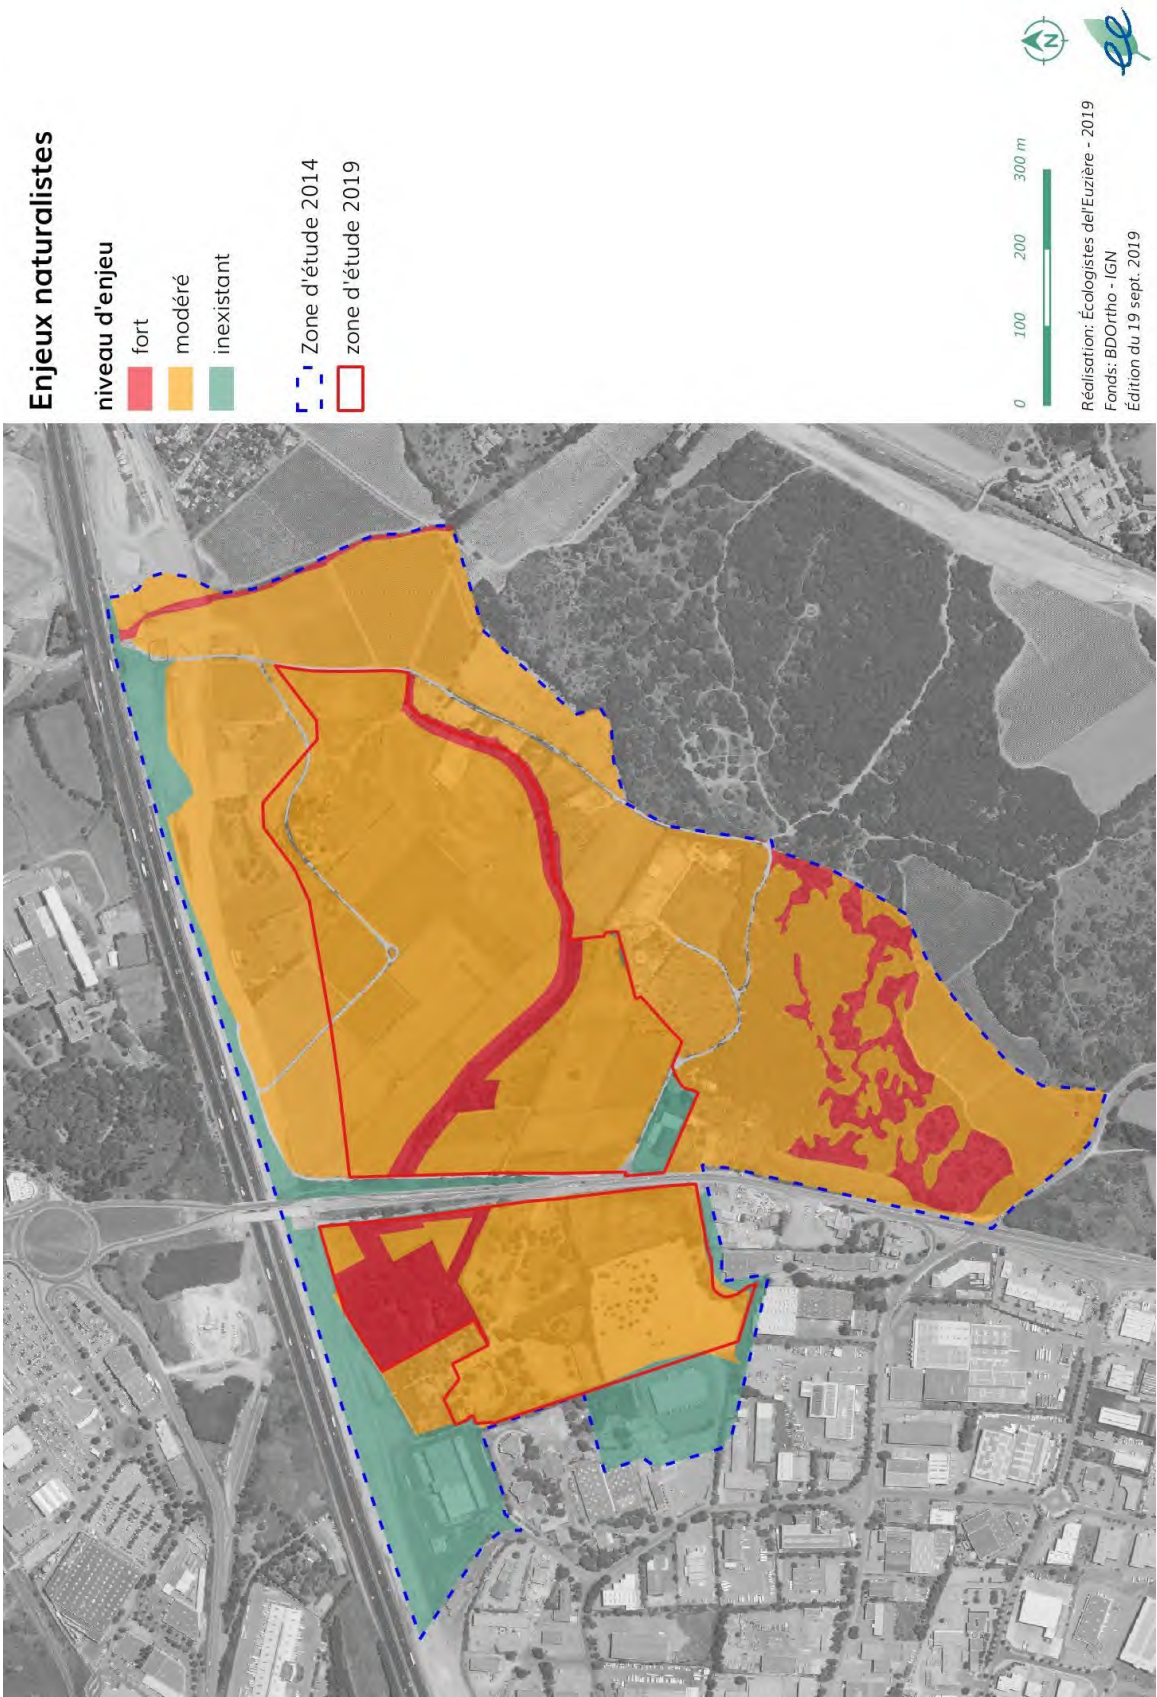 Enjeux naturalistes
niveau d'enjeu
fort
modéré
inexistant
Zone d'étude 2014
zone d'étude 2019
N
0 100 200 300 m
Réalisation: Écologistes del'Euzière - 2019
Fonds: BDOrtho - IGN
Édition du 19 sept. 2019
ee